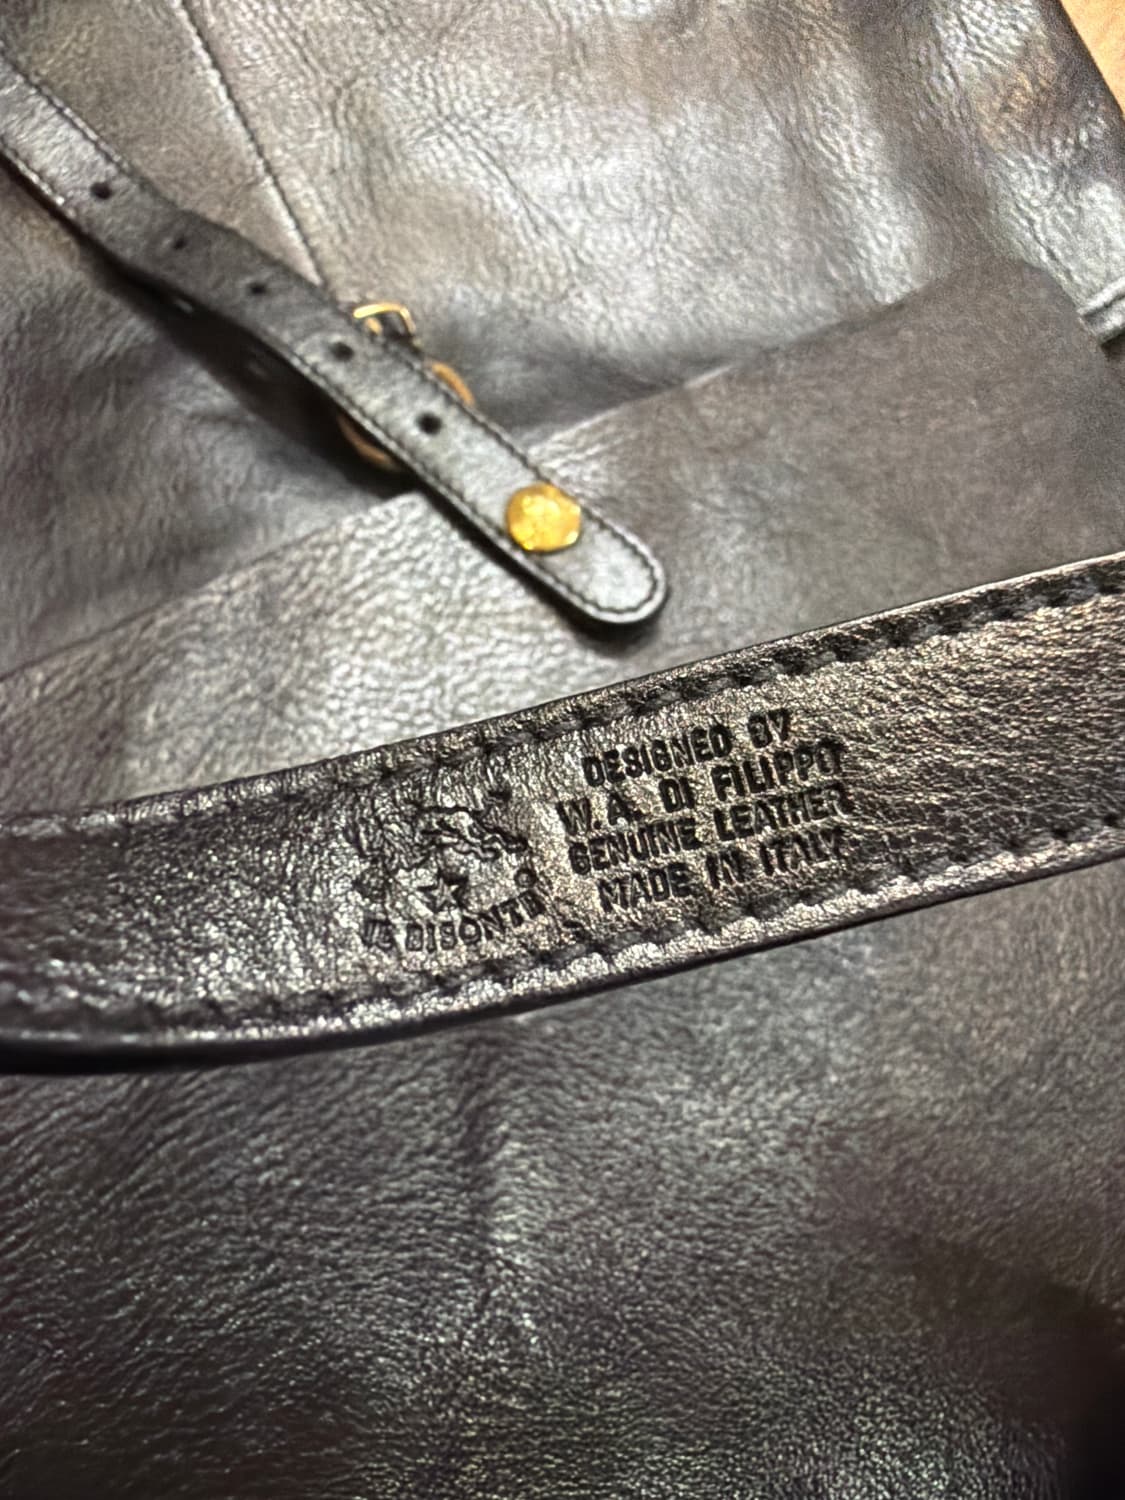 IL BISONTE
DESIGNED BY
W. A. DI FILIPPO
GENUINE LEATHER
MADE IN ITALY